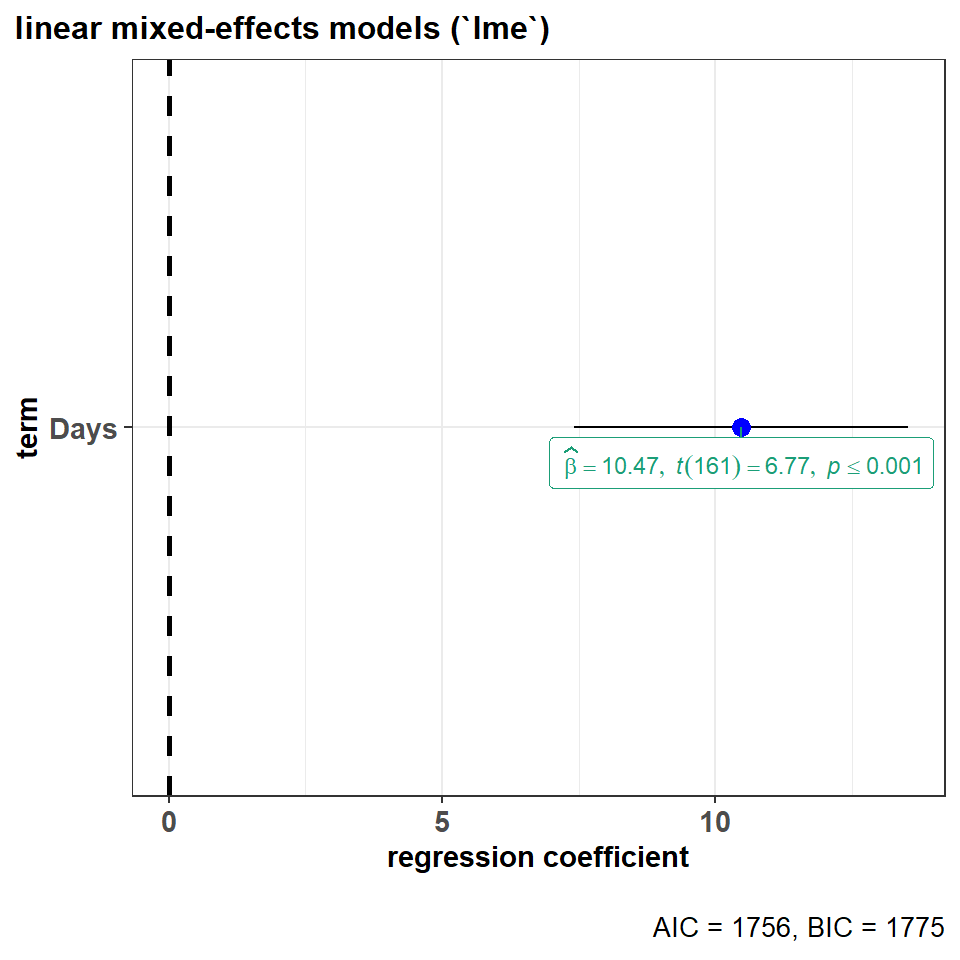 linear mixed-effects models (`lme`)
term
Days
β̂ = 10.47, t(161) = 6.77, p ≤ 0.001
0 5 10
regression coefficient
AIC = 1756, BIC = 1775